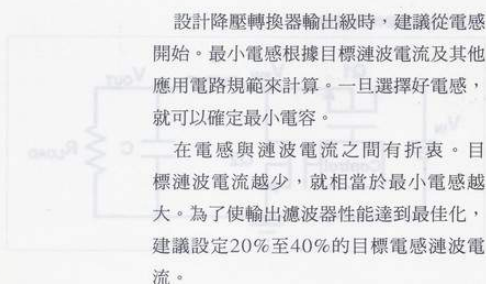 設計降壓轉換器輸出級時，建議從電感
開始。最小電感根據目標漣波電流及其他
應用電路規範來計算。一旦選擇好電感，
就可以確定最小電容。
在電感與漣波電流之間有折衷。目
標漣波電流越少，就相當於最小電感越
大。為了使輸出濾波器性能達到最佳化，
建議設定20%至40%的目標電感漣波電
流。